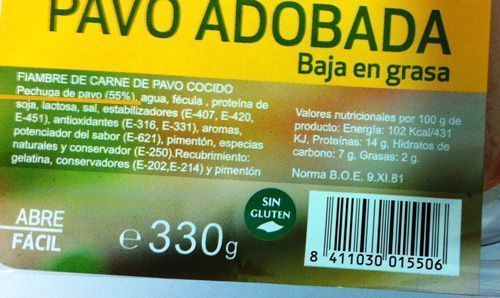 PAVO ADOBADA
Baja en grasa
FIAMBRE DE CARNE DE PAVO COCIDO
Pechuga de pavo (55%), agua, fécula , proteína de
soja, lactosa, sal, estabilizadores (E-407, E-420,
E-451), antioxidantes (E-316, E-331), aromas,
potenciador del sabor (E-621), pimentón, especias
naturales y conservador (E-250).Recubrimiento:
gelatina, conservadores (E-202,E-214) y pimentón
Valores nutricionales por 100 g de
producto: Energía: 102 Kcal/431
KJ, Proteínas: 14 g. Hidratos de
carbono: 7 g, Grasas: 2 g.
Norma B.O.E. 9.XI.81
ABRE
FÁCIL
e 330g
SIN
GLUTEN
8 411030 015506